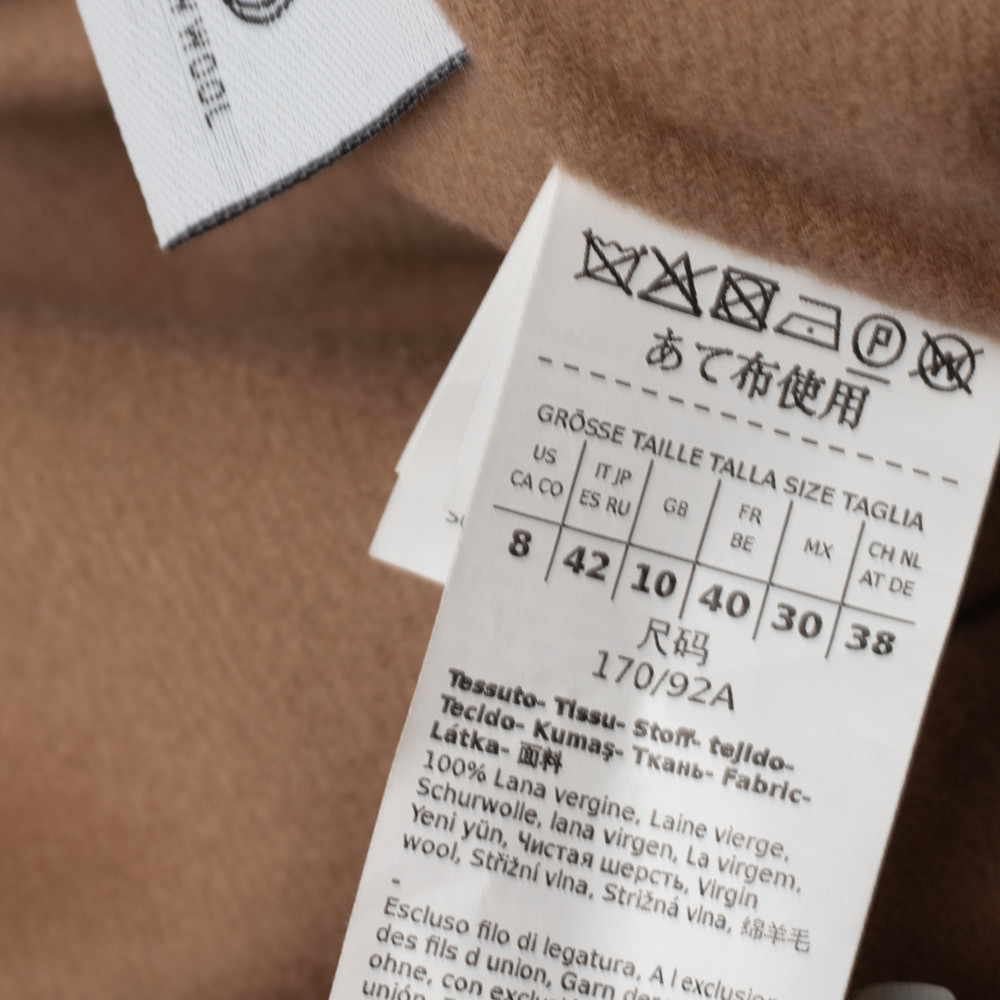 WOOL
あて布使用
GRÖSSE TAILLE TALLA SIZE TAGLIA
US CA CO IT JP ES RU GB FR BE MX CH NL AT DE
8 42 10 40 30 38
尺码
170/92A
Tessuto- Tissu- Stoff- tejido-
Tecido- Kumaş- Ткань- Fabric-
Látka- 面料
100% Lana vergine, Laine vierge,
Schurwolle, lana virgen, La virgem,
Yeni yün, Чистая шерсть, Virgin
wool, Střižní vlna, Strižná vlna, 绵羊毛
-
Escluso filo di legatura, A l exclusion
des fils d union, Garn
ohne, con
unión,